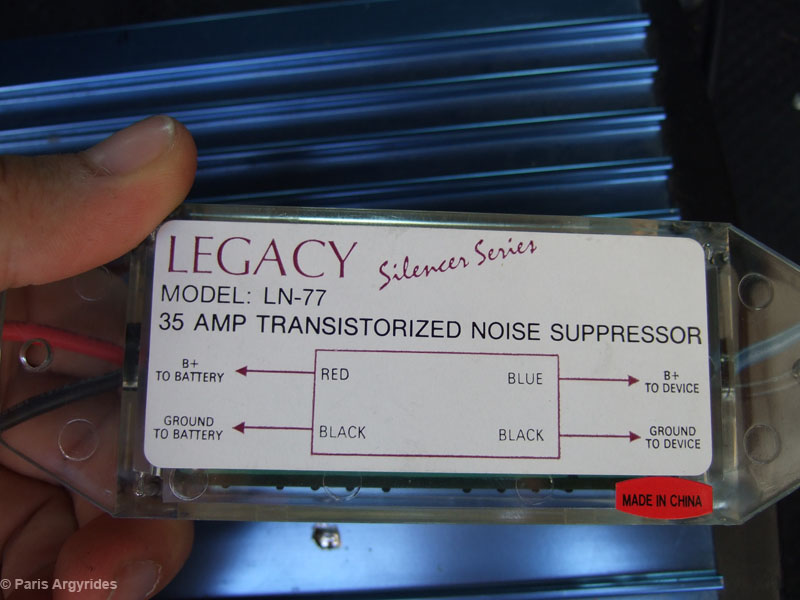 LEGACY Silencer Series
MODEL: LN-77
35 AMP TRANSISTORIZED NOISE SUPPRESSOR
B+
TO BATTERY
RED
BLUE
B+
TO DEVICE
GROUND
TO BATTERY
BLACK
BLACK
GROUND
TO DEVICE
MADE IN CHINA
© Paris Argyrides